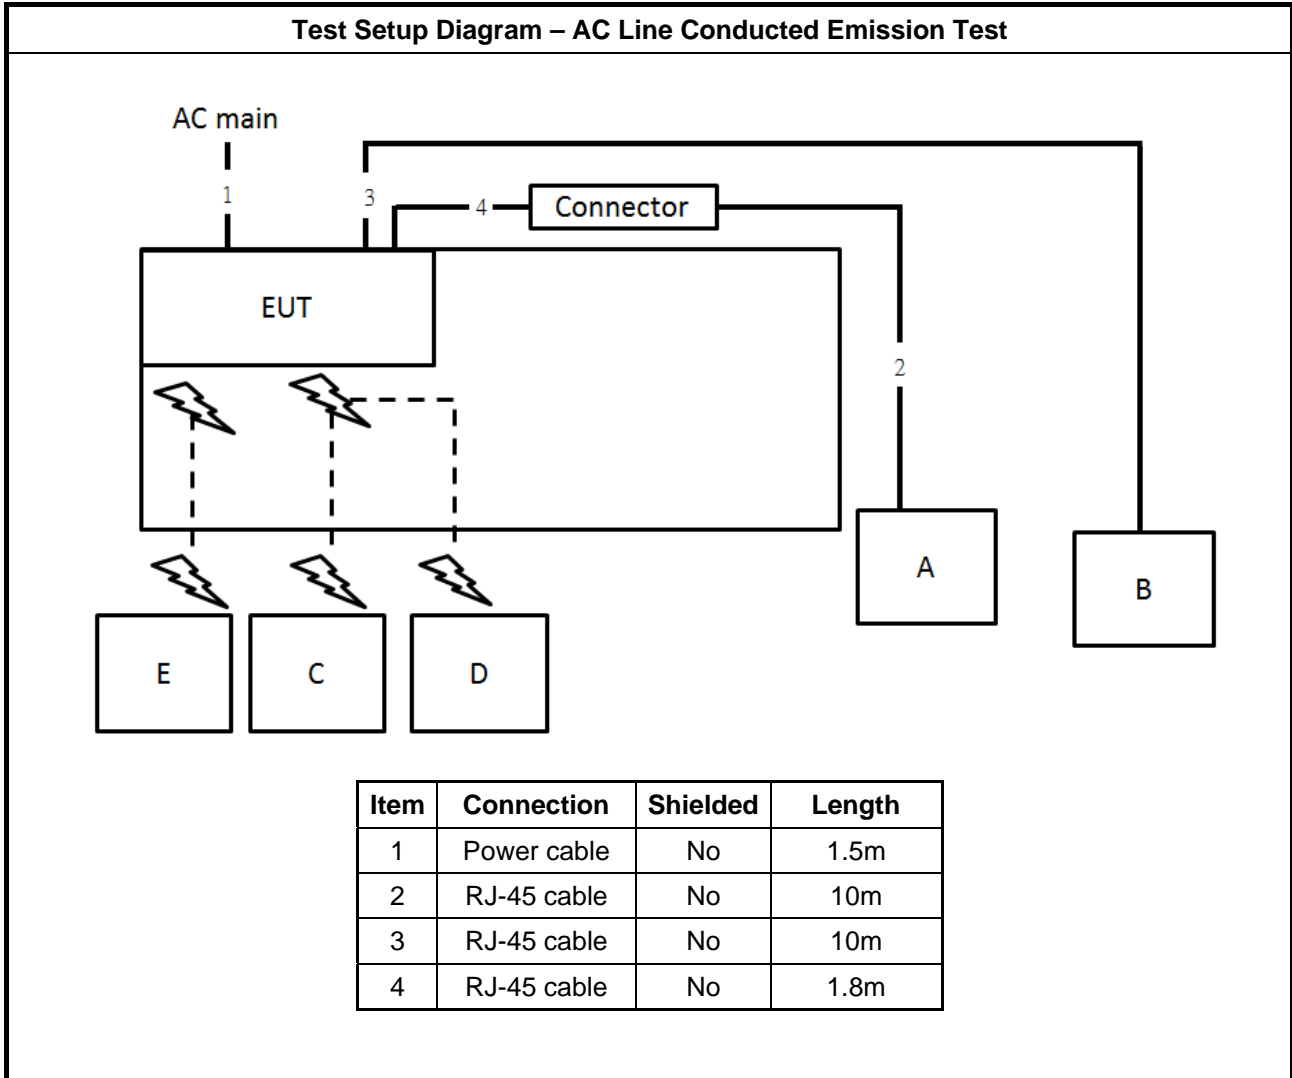 Test Setup Diagram – AC Line Conducted Emission Test
AC main
1
3
4
Connector
EUT
2
A
B
E
C
D
Item Connection Shielded Length
1 Power cable No 1.5m
2 RJ-45 cable No 10m
3 RJ-45 cable No 10m
4 RJ-45 cable No 1.8m